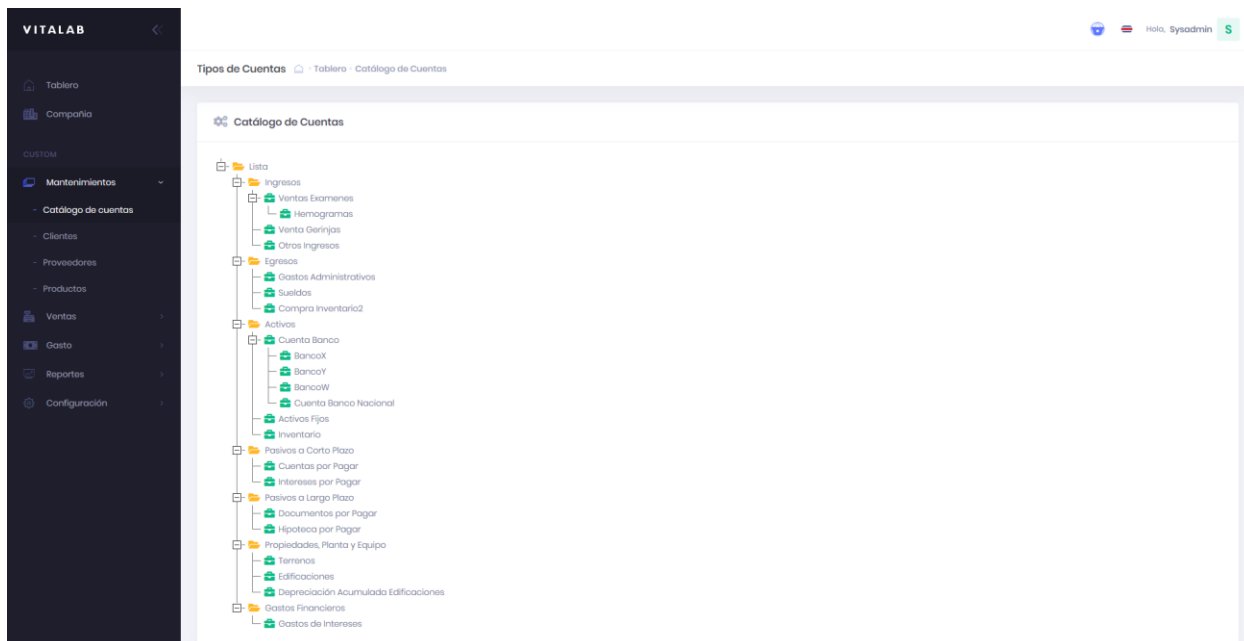 VITALAB
Hola, Sysadmin S
Tipos de Cuentas - Tablero - Catálogo de Cuentas
Tablero
Compañia
CUSTOM
Mantenimientos
- Catálogo de cuentas
- Clientes
- Proveedores
- Productos
Ventas
Gasto
Reportes
Configuración
Catálogo de Cuentas
Lista
Ingresos
Ventas Examenes
Hemogramas
Venta Gerinjas
Otros Ingresos
Egresos
Gastos Administrativos
Sueldos
Compra Inventario2
Activos
Cuenta Banco
BancoX
BancoY
BancoW
Cuenta Banco Nacional
Activos Fijos
Inventario
Pasivos a Corto Plazo
Cuentas por Pagar
Intereses por Pagar
Pasivos a Largo Plazo
Documentos por Pagar
Hipoteca por Pagar
Propiedades, Planta y Equipo
Terrenos
Edificaciones
Depreciación Acumulada Edificaciones
Gastos Financieros
Gastos de Intereses